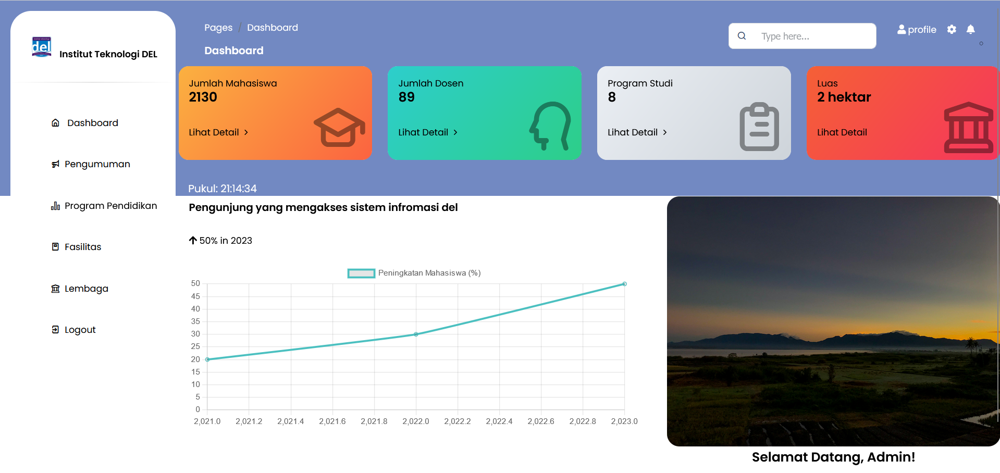 institut teknologi
del
Institut Teknologi DEL
Dashboard
Pengumuman
Program Pendidikan
Fasilitas
Lembaga
Logout
Pages / Dashboard
Dashboard
Type here...
profile
Jumlah Mahasiswa
2130
Lihat Detail
Jumlah Dosen
89
Lihat Detail
Program Studi
8
Lihat Detail
Luas
2 hektar
Lihat Detail
Pukul: 21:14:34
Pengunjung yang mengakses sistem infromasi del
50% in 2023
Peningkatan Mahasiswa (%)
50
45
40
35
30
25
20
15
10
5
0
2,021.0 2,021.2 2,021.4 2,021.6 2,021.8 2,022.0 2,022.2 2,022.4 2,022.6 2,022.8 2,023.0
Selamat Datang, Admin!